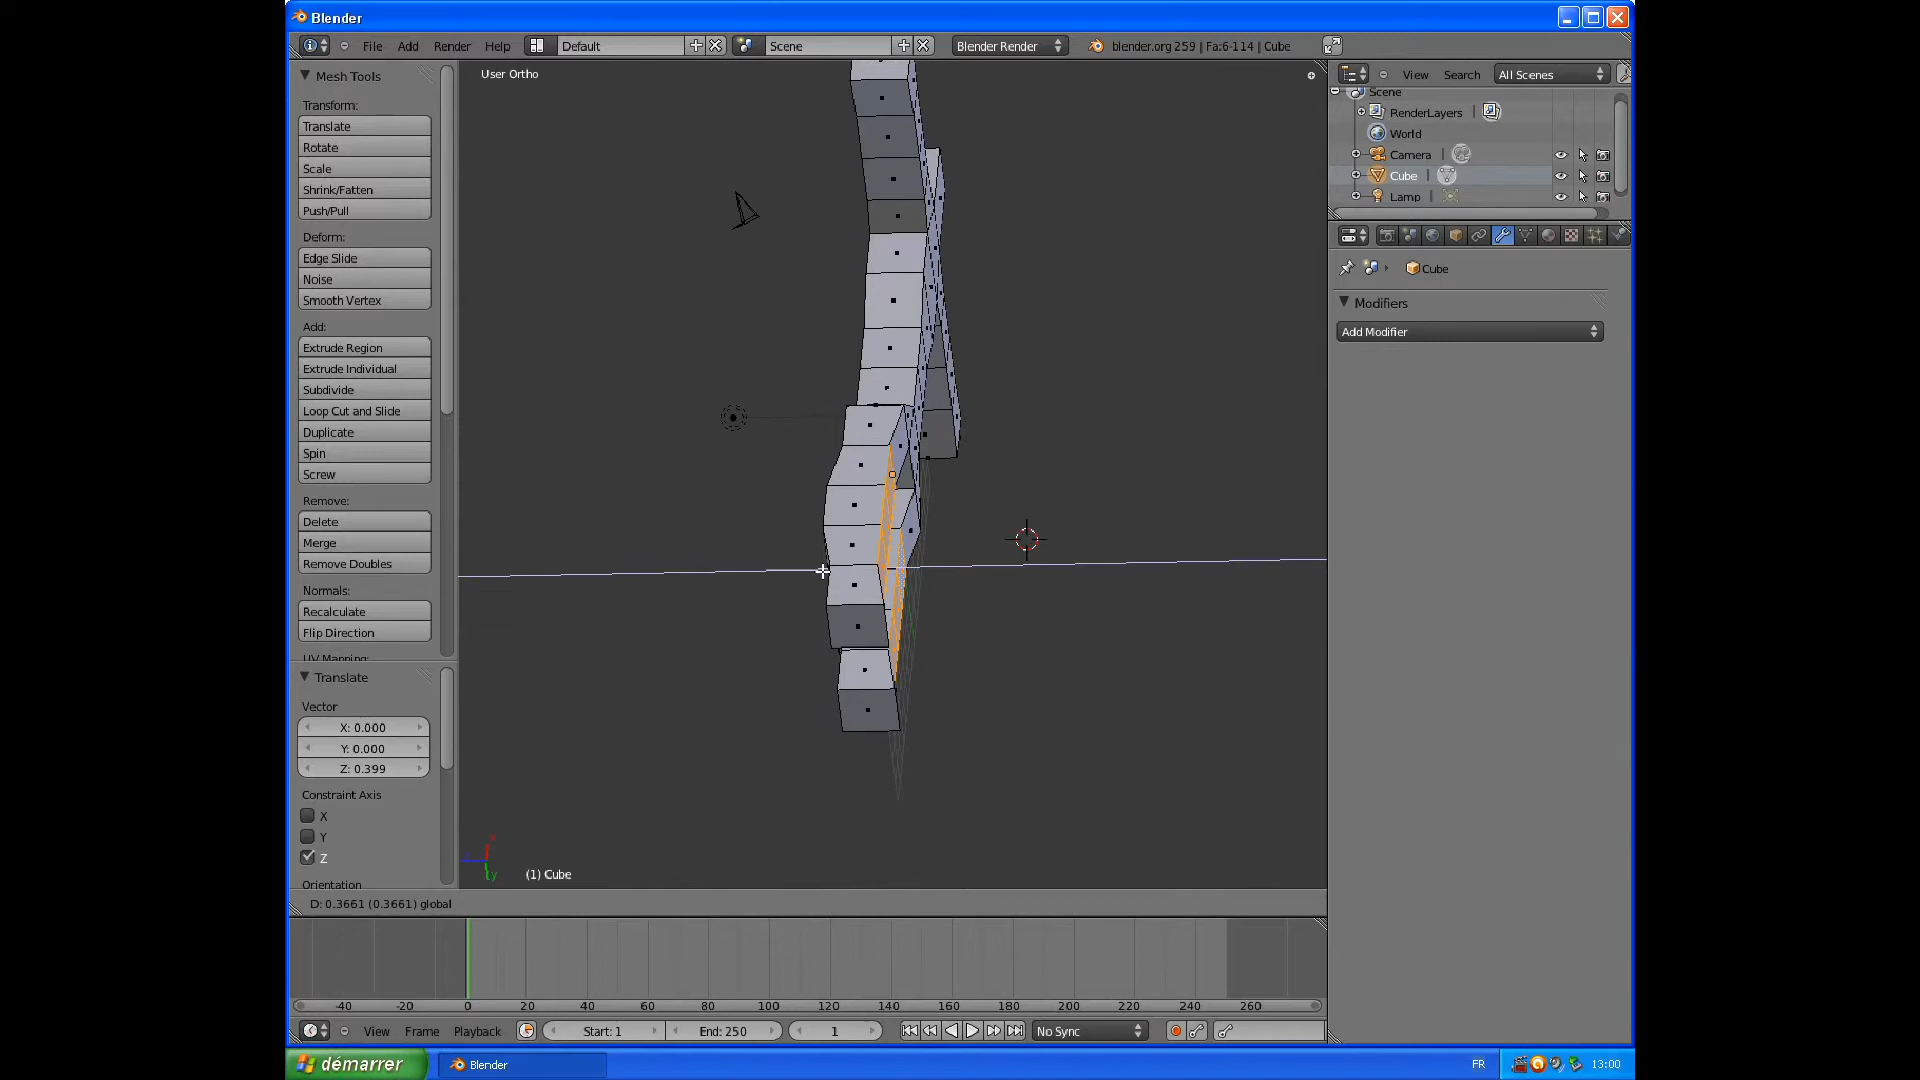 Blender
File Add Render Help Default Scene Blender Render blender.org 259 | Fa:6-114 | Cube
Mesh Tools
Transform:
Translate
Rotate
Scale
Shrink/Fatten
Push/Pull
Deform:
Edge Slide
Noise
Smooth Vertex
Add:
Extrude Region
Extrude Individual
Subdivide
Loop Cut and Slide
Duplicate
Spin
Screw
Remove:
Delete
Merge
Remove Doubles
Normals:
Recalculate
Flip Direction
UV Mapping:
Translate
Vector
X: 0.000
Y: 0.000
Z: 0.399
Constraint Axis
X
Y
Z
Orientation
User Ortho
x
y
(1) Cube
D: 0.3661 (0.3661) global
View Search All Scenes
Scene
RenderLayers
World
Camera
Cube
Lamp
Cube
Modifiers
Add Modifier
-40 -20 0 20 40 60 80 100 120 140 160 180 200 220 240 260
View Frame Playback Start: 1 End: 250 1 No Sync
démarrer Blender FR 13:00